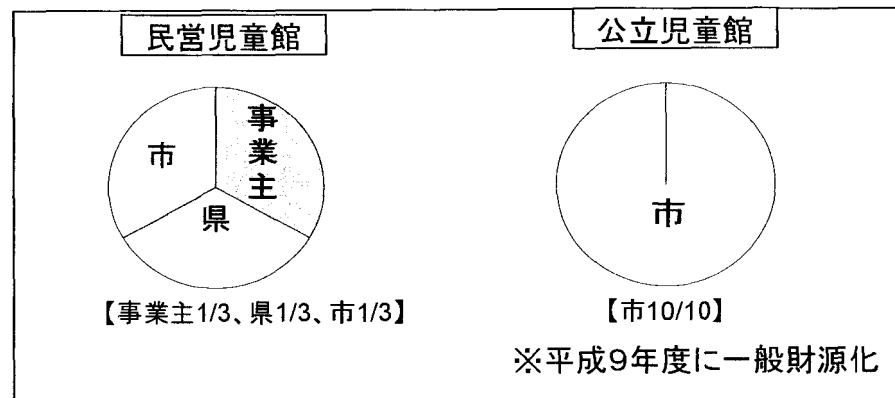 民営児童館
事業主
市
県
【事業主1/3、県1/3、市1/3】
公立児童館
市
【市10/10】
※平成9年度に一般財源化